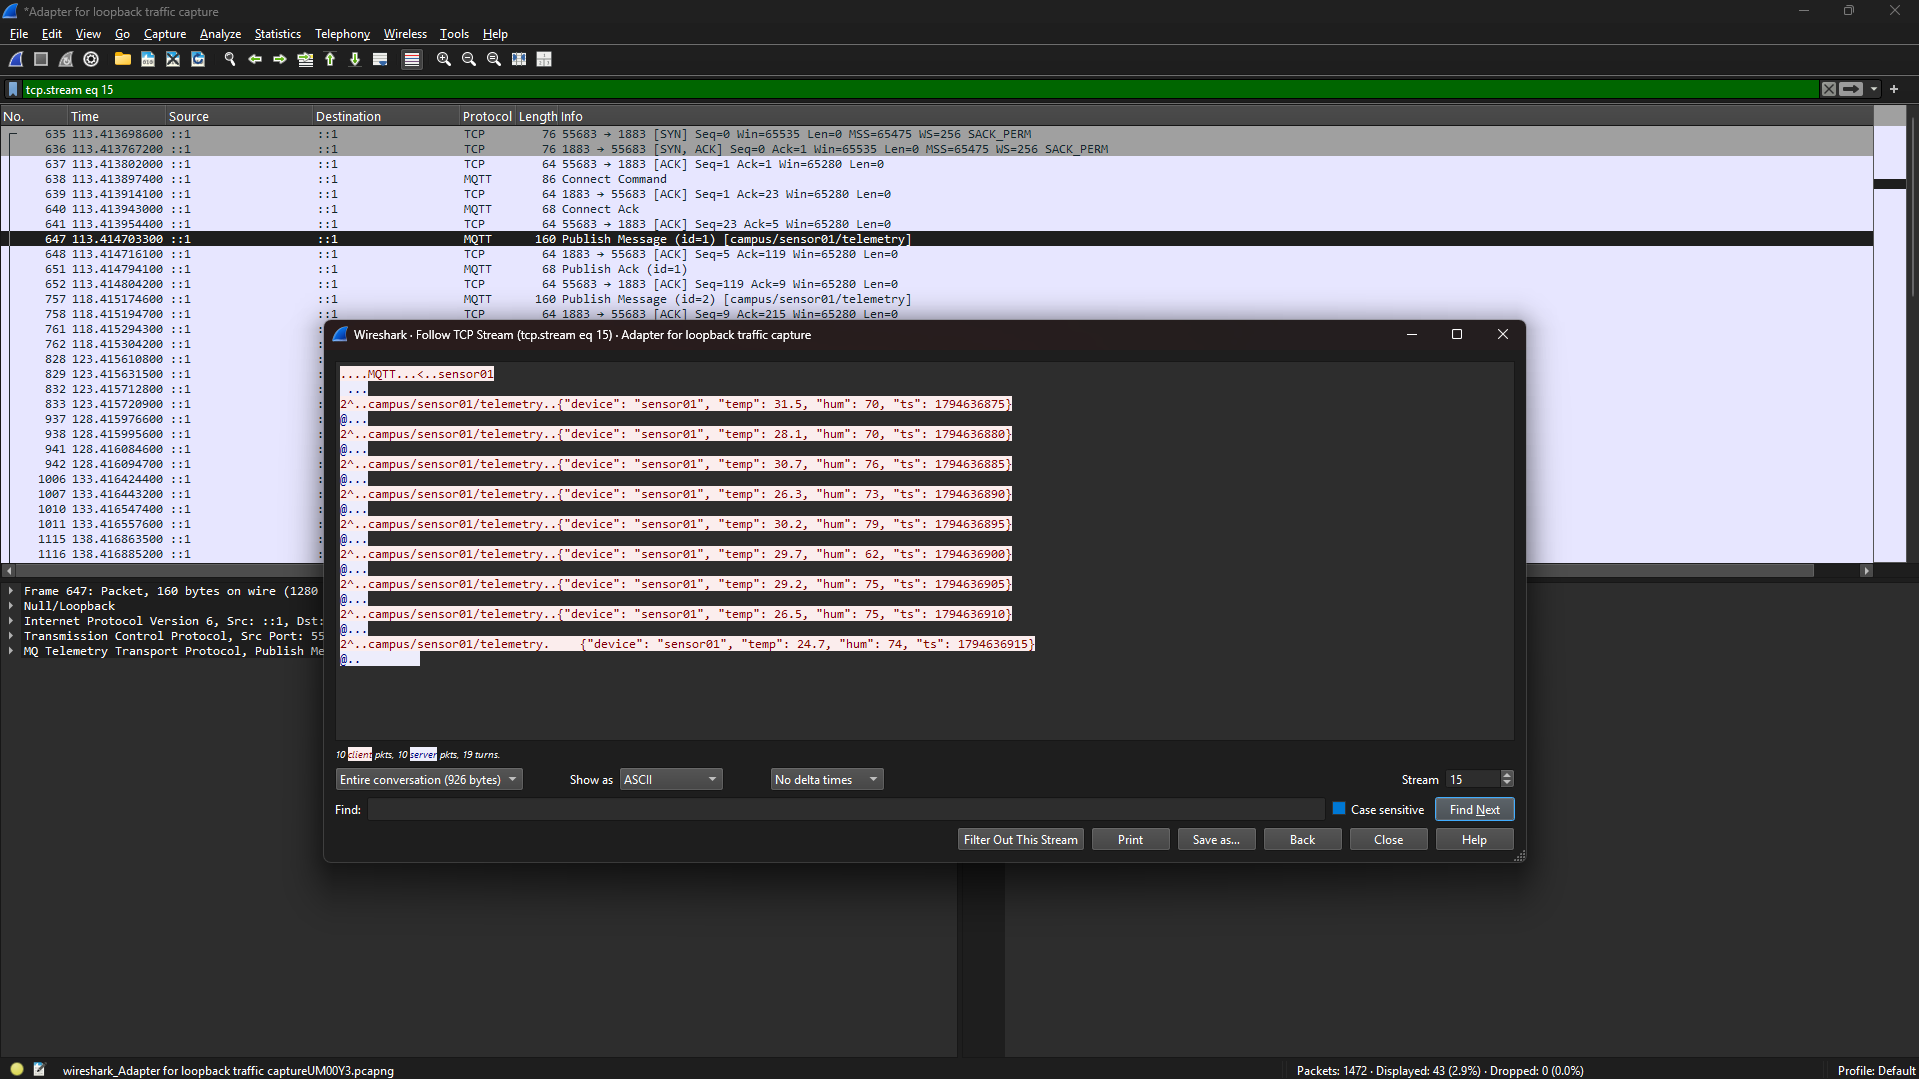 *Adapter for loopback traffic capture
File Edit View Go Capture Analyze Statistics Telephony Wireless Tools Help
tcp.stream eq 15
No. Time Source Destination Protocol Length Info
635 113.413698600 ::1 ::1 TCP 76 55683 → 1883 [SYN] Seq=0 Win=65535 Len=0 MSS=65475 WS=256 SACK_PERM
636 113.413767200 ::1 ::1 TCP 76 1883 → 55683 [SYN, ACK] Seq=0 Ack=1 Win=65535 Len=0 MSS=65475 WS=256 SACK_PERM
637 113.413802000 ::1 ::1 TCP 64 55683 → 1883 [ACK] Seq=1 Ack=1 Win=65280 Len=0
638 113.413897400 ::1 ::1 MQTT 86 Connect Command
639 113.413914100 ::1 ::1 TCP 64 1883 → 55683 [ACK] Seq=1 Ack=23 Win=65280 Len=0
640 113.413943000 ::1 ::1 MQTT 68 Connect Ack
641 113.413954400 ::1 ::1 TCP 64 55683 → 1883 [ACK] Seq=23 Ack=5 Win=65280 Len=0
647 113.414703300 ::1 ::1 MQTT 160 Publish Message (id=1) [campus/sensor01/telemetry]
648 113.414716100 ::1 ::1 TCP 64 1883 → 55683 [ACK] Seq=5 Ack=119 Win=65280 Len=0
651 113.414794100 ::1 ::1 MQTT 68 Publish Ack (id=1)
652 113.414804200 ::1 ::1 TCP 64 55683 → 1883 [ACK] Seq=119 Ack=9 Win=65280 Len=0
757 118.415174600 ::1 ::1 MQTT 160 Publish Message (id=2) [campus/sensor01/telemetry]
758 118.415194700 ::1 ::1 TCP 64 1883 → 55683 [ACK] Seq=9 Ack=215 Win=65280 Len=0
761 118.415294300 ::1 :
762 118.415304200 ::1 :
828 123.415610800 ::1 :
829 123.415631500 ::1 :
832 123.415712800 ::1 :
833 123.415720900 ::1 :
937 128.415976600 ::1 :
938 128.415995600 ::1 :
941 128.416084600 ::1 :
942 128.416094700 ::1 :
1006 133.416424400 ::1 :
1007 133.416443200 ::1 :
1010 133.416547400 ::1 :
1011 133.416557600 ::1 :
1115 138.416863500 ::1 :
1116 138.416885200 ::1 :
Frame 647: Packet, 160 bytes on wire (1280
Null/Loopback
Internet Protocol Version 6, Src: ::1, Dst:
Transmission Control Protocol, Src Port: 55
MQ Telemetry Transport Protocol, Publish Me
Wireshark · Follow TCP Stream (tcp.stream eq 15) · Adapter for loopback traffic capture
....MQTT...<..sensor01
 ...
2^..campus/sensor01/telemetry..{"device": "sensor01", "temp": 31.5, "hum": 70, "ts": 1794636875}
@...
2^..campus/sensor01/telemetry..{"device": "sensor01", "temp": 28.1, "hum": 70, "ts": 1794636880}
@...
2^..campus/sensor01/telemetry..{"device": "sensor01", "temp": 30.7, "hum": 76, "ts": 1794636885}
@...
2^..campus/sensor01/telemetry..{"device": "sensor01", "temp": 26.3, "hum": 73, "ts": 1794636890}
@...
2^..campus/sensor01/telemetry..{"device": "sensor01", "temp": 30.2, "hum": 79, "ts": 1794636895}
@...
2^..campus/sensor01/telemetry..{"device": "sensor01", "temp": 29.7, "hum": 62, "ts": 1794636900}
@...
2^..campus/sensor01/telemetry..{"device": "sensor01", "temp": 29.2, "hum": 75, "ts": 1794636905}
@...
2^..campus/sensor01/telemetry..{"device": "sensor01", "temp": 26.5, "hum": 75, "ts": 1794636910}
@...
2^..campus/sensor01/telemetry.    {"device": "sensor01", "temp": 24.7, "hum": 74, "ts": 1794636915}
@..
10 client pkts, 10 server pkts, 19 turns.
Entire conversation (926 bytes) Show as ASCII No delta times Stream 15
Find: Case sensitive Find Next
Filter Out This Stream Print Save as... Back Close Help
wireshark_Adapter for loopback traffic captureUM00Y3.pcapng Packets: 1472 · Displayed: 43 (2.9%) · Dropped: 0 (0.0%) Profile: Default